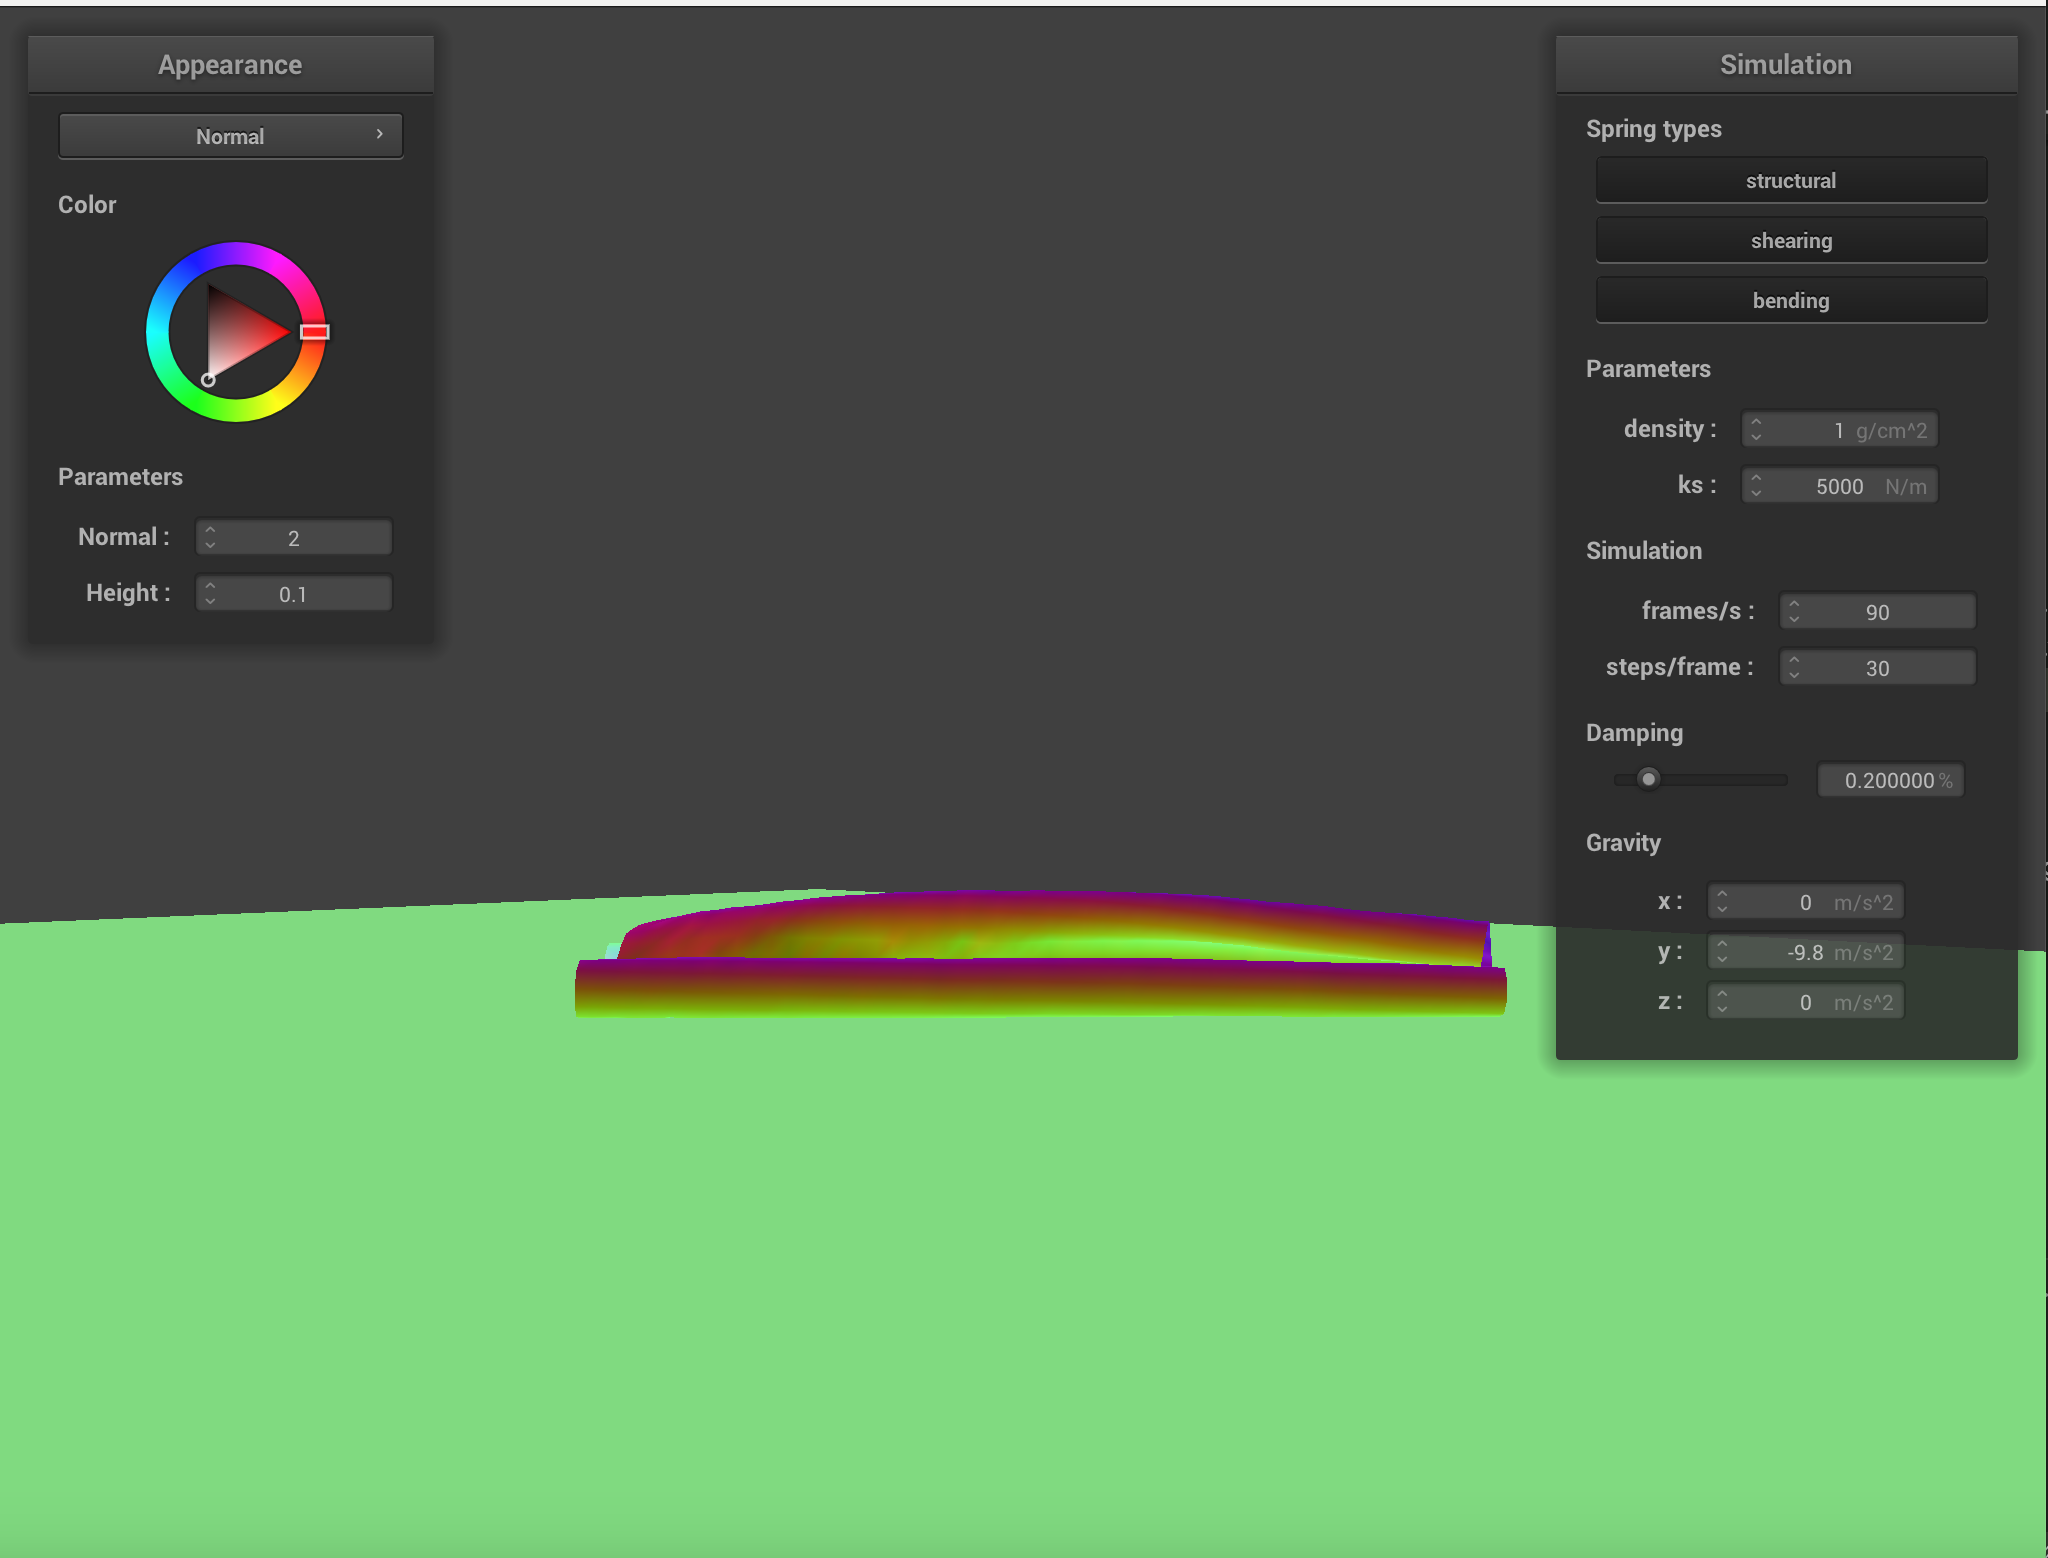 Appearance
Normal
Color
Parameters
Normal : 2
Height : 0.1
Simulation
Spring types
structural
shearing
bending
Parameters
density : 1 g/cm^2
ks : 5000 N/m
Simulation
frames/s : 90
steps/frame : 30
Damping
0.200000 %
Gravity
x : 0 m/s^2
y : -9.8 m/s^2
z : 0 m/s^2